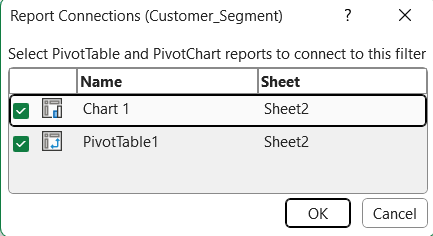 Report Connections (Customer_Segment) ?
Select PivotTable and PivotChart reports to connect to this filter
Name Sheet
Chart 1 Sheet2
PivotTable1 Sheet2
OK Cancel